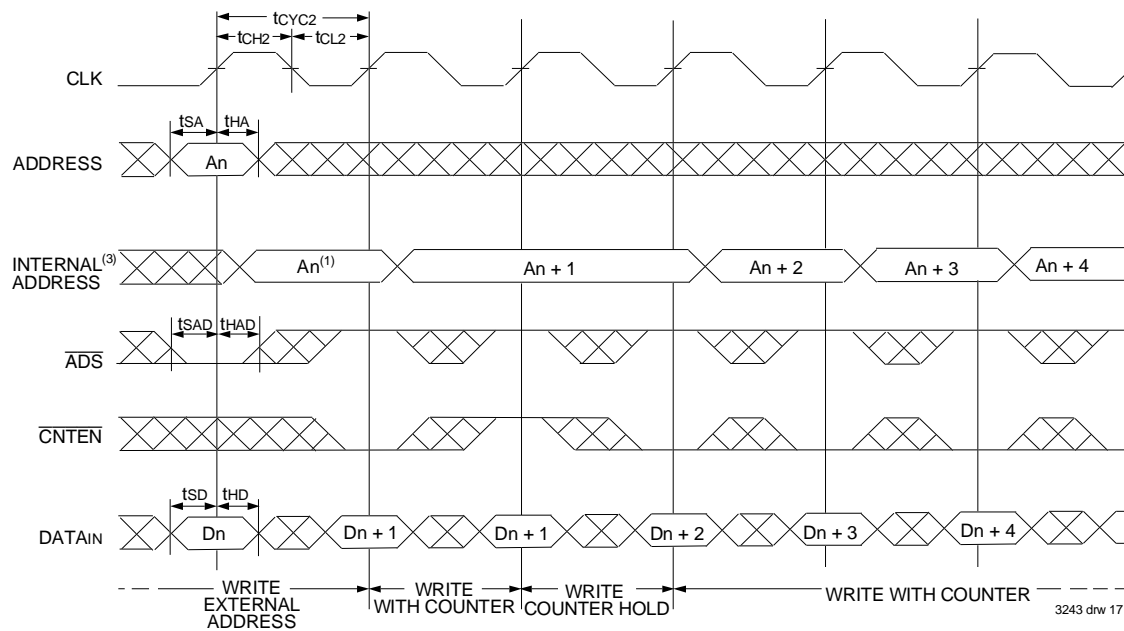 tCYC2
tCH2 tCL2
CLK
tSA tHA
ADDRESS An
INTERNAL(3) An(1) An + 1 An + 2 An + 3 An + 4
ADDRESS
tSAD tHAD
ADS
CNTEN
tSD tHD
DATAIN Dn Dn + 1 Dn + 1 Dn + 2 Dn + 3 Dn + 4
WRITE WRITE WRITE WRITE WITH COUNTER
EXTERNAL WITH COUNTER COUNTER HOLD
ADDRESS
3243 drw 17